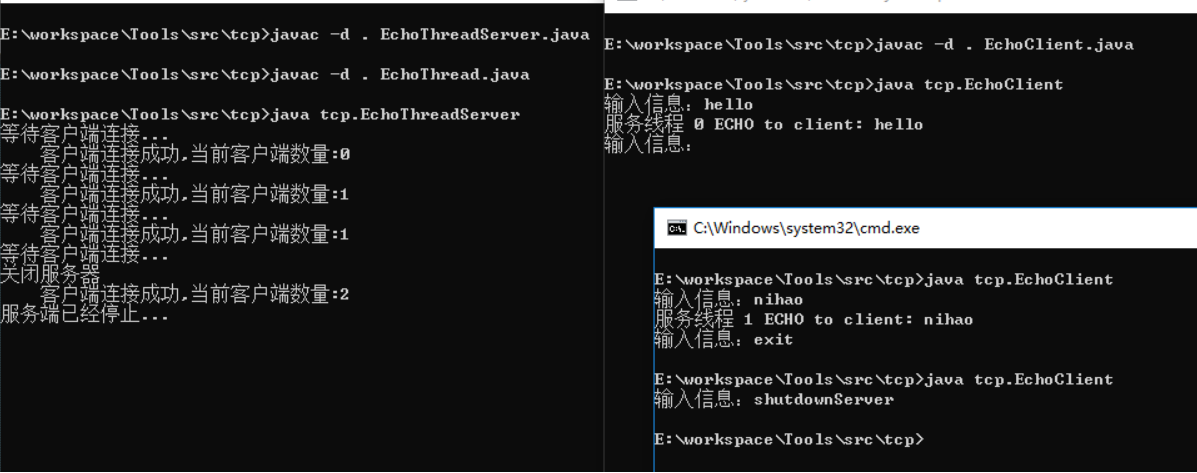 E:\workspace\Tools\src\tcp>javac -d . EchoThreadServer.java
E:\workspace\Tools\src\tcp>javac -d . EchoThread.java
E:\workspace\Tools\src\tcp>java tcp.EchoThreadServer
等待客户端连接...
客户端连接成功,当前客户端数量:0
等待客户端连接...
客户端连接成功,当前客户端数量:1
等待客户端连接...
客户端连接成功,当前客户端数量:1
等待客户端连接...
关闭服务器
客户端连接成功,当前客户端数量:2
服务端已经停止...
E:\workspace\Tools\src\tcp>javac -d . EchoClient.java
E:\workspace\Tools\src\tcp>java tcp.EchoClient
输入信息：hello
服务线程 0 ECHO to client: hello
输入信息：
C:\Windows\system32\cmd.exe
E:\workspace\Tools\src\tcp>java tcp.EchoClient
输入信息：nihao
服务线程 1 ECHO to client: nihao
输入信息：exit
E:\workspace\Tools\src\tcp>java tcp.EchoClient
输入信息：shutdownServer
E:\workspace\Tools\src\tcp>